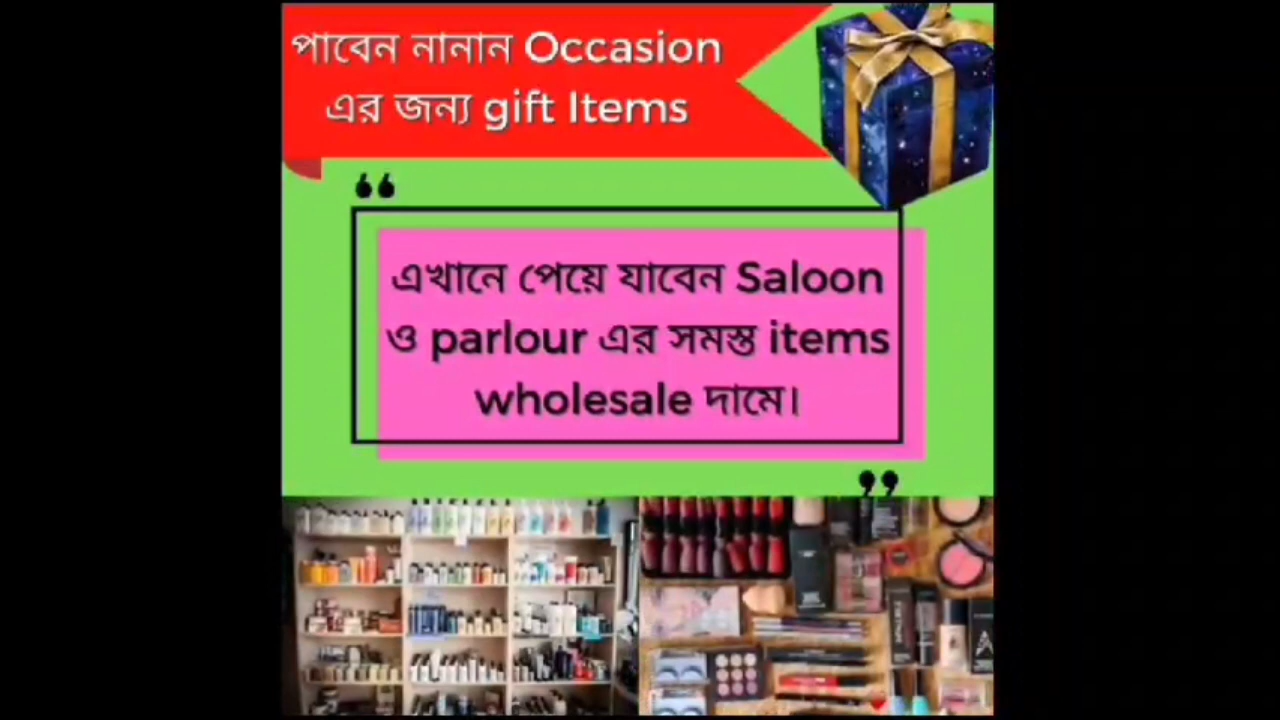 পাবেন নানান Occasion
এর জন্য gift Items
এখানে পেয়ে যাবেন Saloon
ও parlour এর সমস্ত items
wholesale দামে।